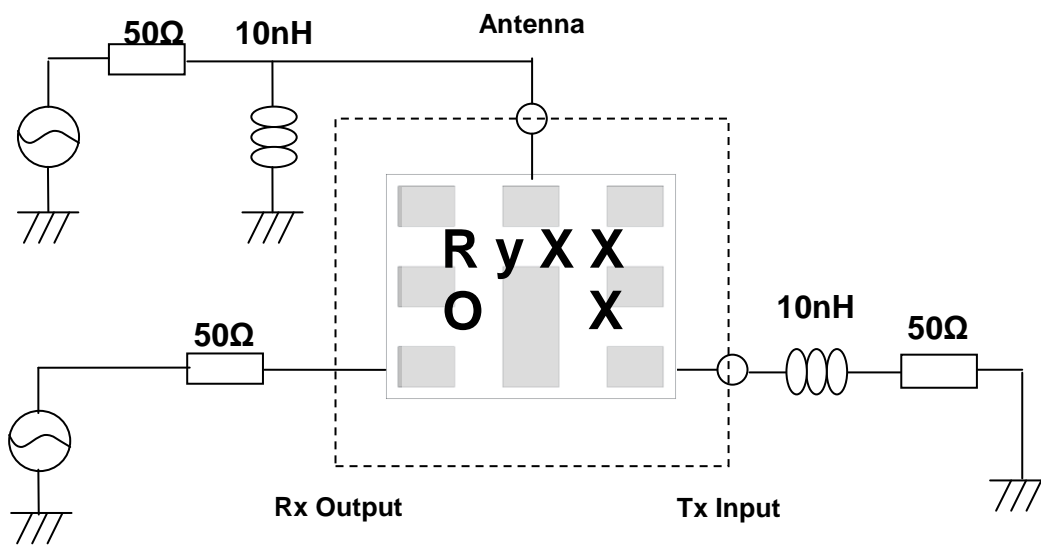 50Ω 10nH Antenna
R y X X
O X
10nH
50Ω
50Ω
Rx Output Tx Input